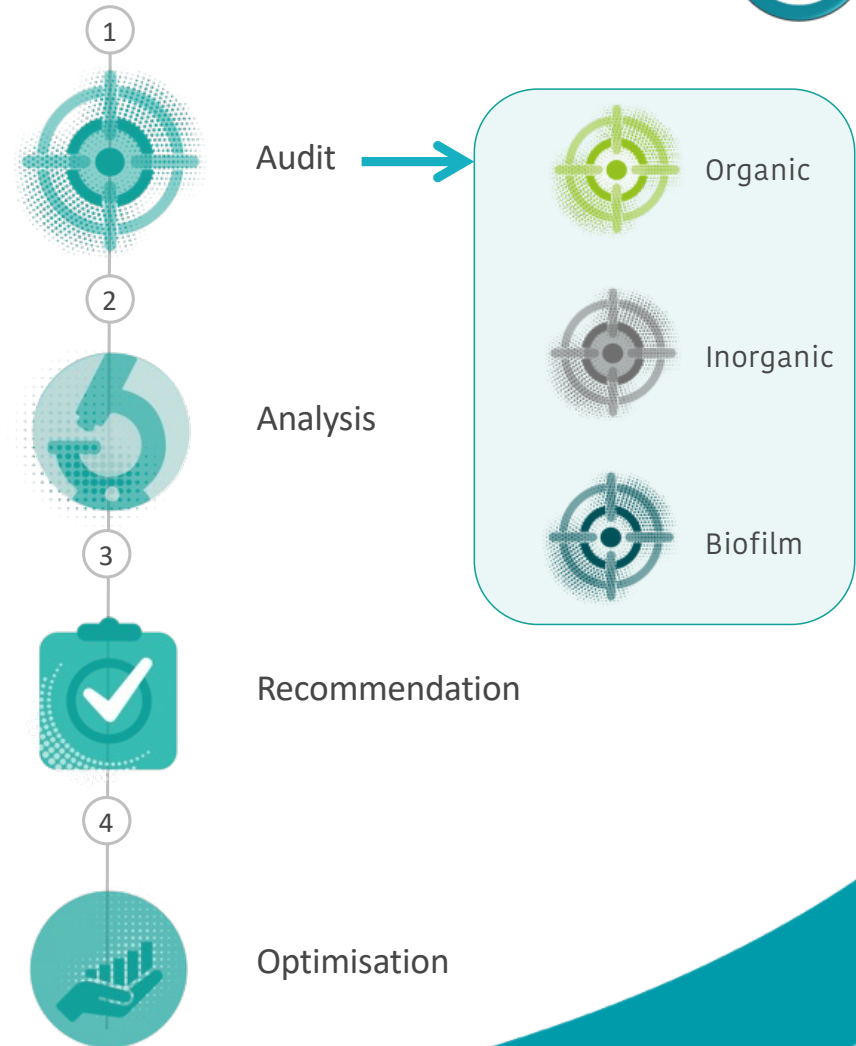 1
Audit
Organic
Inorganic
Biofilm
2
Analysis
3
Recommendation
4
Optimisation